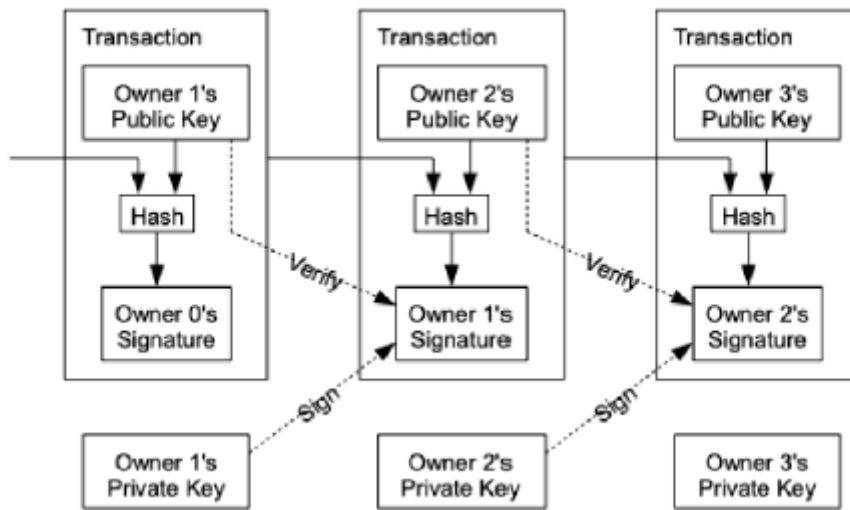 Transaction
Transaction
Transaction
Owner 1's
Public Key
Owner 2's
Public Key
Owner 3's
Public Key
Hash
Hash
Hash
Verify
Verify
Owner 0's
Signature
Owner 1's
Signature
Owner 2's
Signature
Sign
Sign
Owner 1's
Private Key
Owner 2's
Private Key
Owner 3's
Private Key